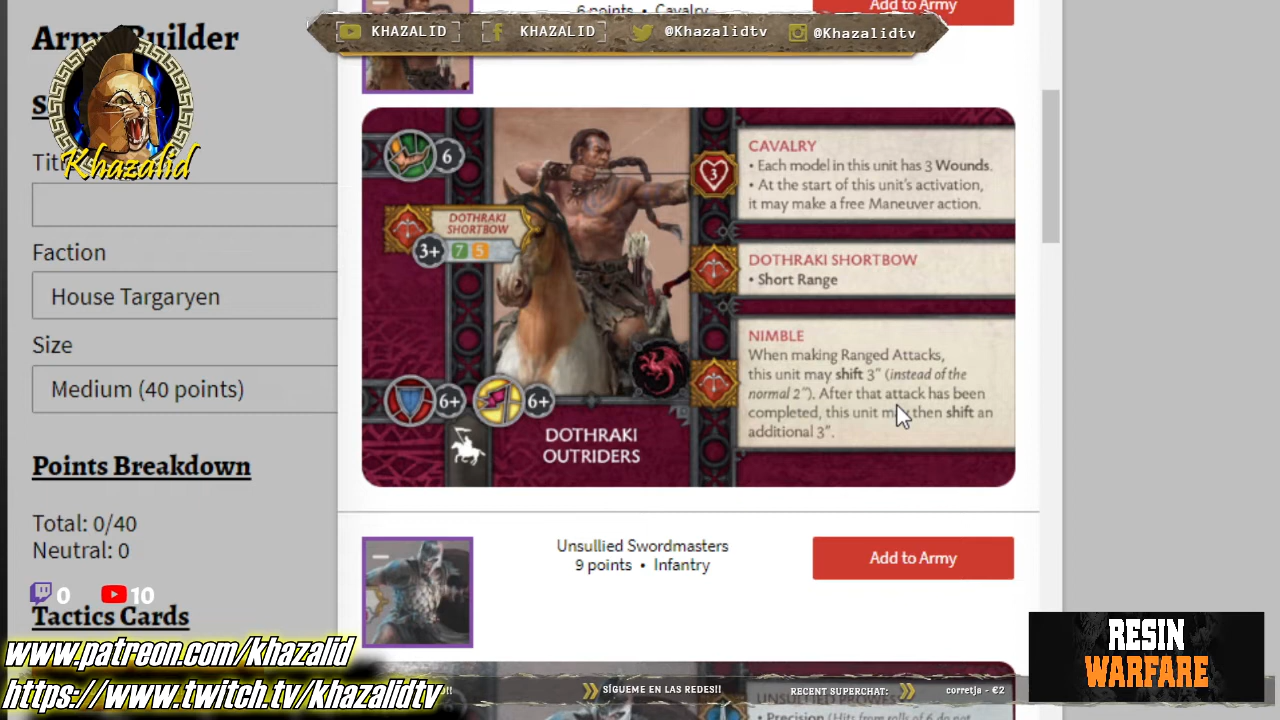 6 points • Cavalry
Add to Army
KHAZALID
KHAZALID
@Khazalidtv
@Khazalidtv
Army Builder
Khazalid
Faction
House Targaryen
Size
Medium (40 points)
Points Breakdown
Total: 0/40
Neutral: 0
0
10
Tactics Cards
www.patreon.com/khazalid
https://www.twitch.tv/khazalidtv
6
DOTHRAKI
SHORTBOW
3+ 7 5
6+
6+
DOTHRAKI
OUTRIDERS
3
CAVALRY
• Each model in this unit has 3 Wounds.
• At the start of this unit's activation,
it may make a free Maneuver action.
DOTHRAKI SHORTBOW
• Short Range
NIMBLE
When making Ranged Attacks,
this unit may shift 3" (instead of the
normal 2"). After that attack has been
completed, this unit may then shift an
additional 3".
Unsullied Swordmasters
9 points • Infantry
Add to Army
RESIN
WARFARE
!!
SÍGUEME EN LAS REDES!!
RECENT SUPERCHAT:
corretja - €2